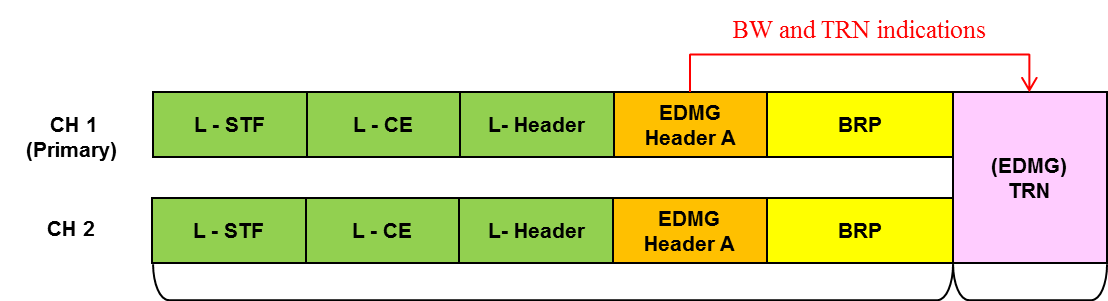 BW and TRN indications
CH 1
(Primary)
L - STF
L - CE
L- Header
EDMG
Header A
BRP
(EDMG)
TRN
CH 2
L - STF
L - CE
L- Header
EDMG
Header A
BRP